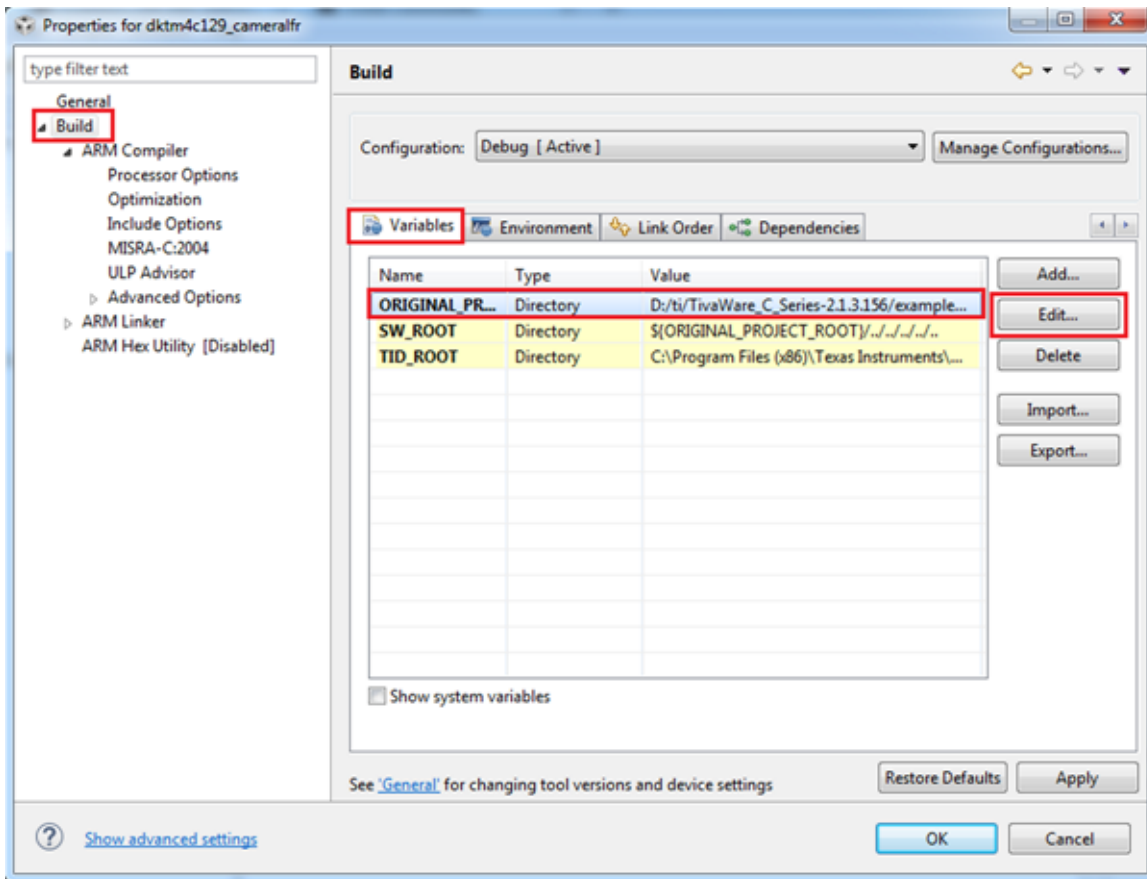 Properties for dktm4c129_cameralfr
type filter text
General
Build
ARM Compiler
Processor Options
Optimization
Include Options
MISRA-C:2004
ULP Advisor
Advanced Options
ARM Linker
ARM Hex Utility [Disabled]
Build
Configuration: Debug [ Active ] Manage Configurations...
Variables Environment Link Order Dependencies
Name Type Value
ORIGINAL_PR... Directory D:/ti/TivaWare_C_Series-2.1.3.156/example...
SW_ROOT Directory ${ORIGINAL_PROJECT_ROOT}/../../../../..
TID_ROOT Directory C:\Program Files (x86)\Texas Instruments\...
Add...
Edit...
Delete
Import...
Export...
Show system variables
See 'General' for changing tool versions and device settings
Restore Defaults Apply
? Show advanced settings
OK Cancel